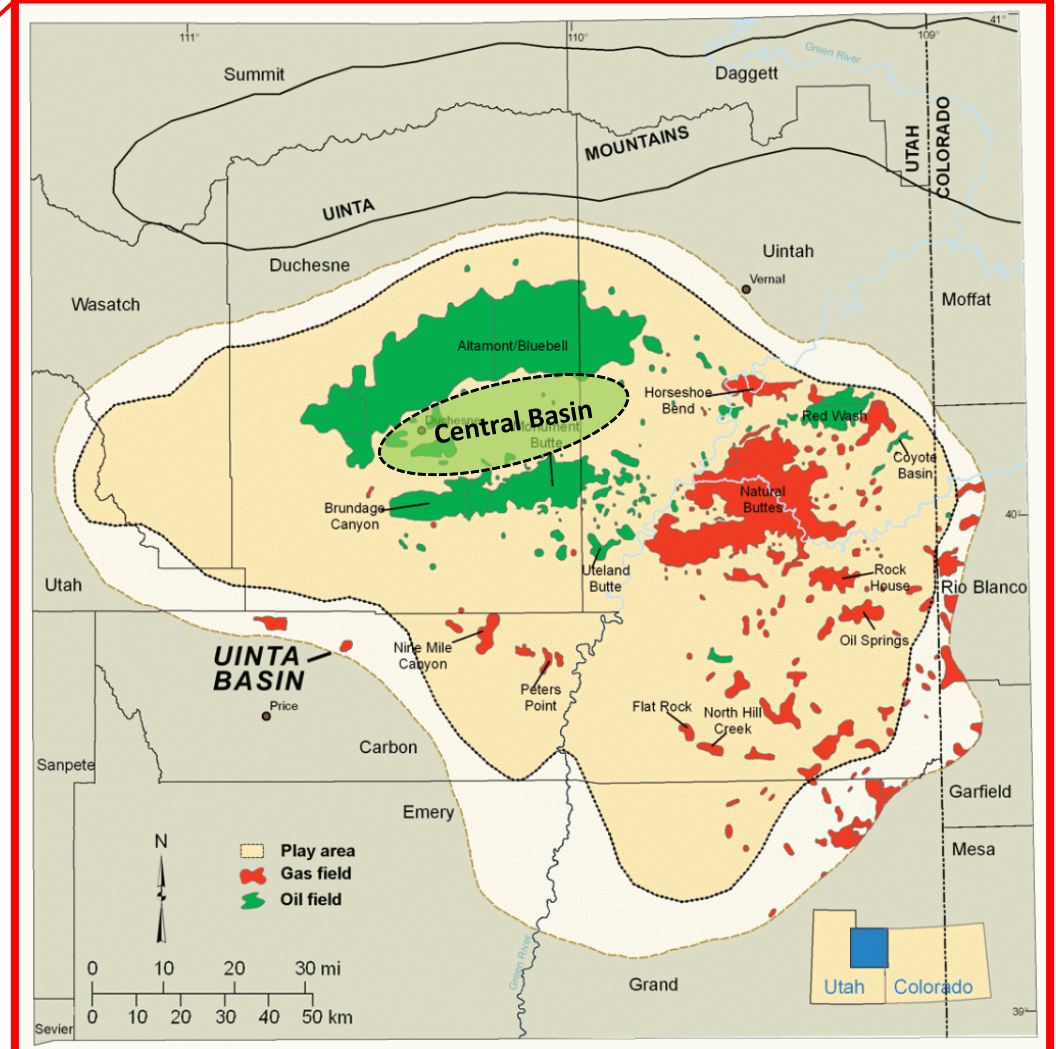 111°
110°
109°
41°
Green River
Summit
Daggett
UTAH
COLORADO
MOUNTAINS
UINTA
Duchesne
Uintah
Vernal
Wasatch
Moffat
Altamont/Bluebell
Horseshoe
Bend
Red Wash
Duchesne
Central Basin
Monument
Butte
Coyote
Basin
Natural
Buttes
Brundage
Canyon
40°
Uteland
Butte
Rock
House
Utah
Rio Blanco
Oil Springs
Nine Mile
Canyon
UINTA
BASIN
Peters
Point
Price
Flat Rock
North Hill
Creek
Carbon
Sanpete
Garfield
Emery
Mesa
N
Play area
Gas field
Oil field
0 10 20 30 mi
0 10 20 30 40 50 km
Green River
Grand
Utah
Colorado
39°
Sevier